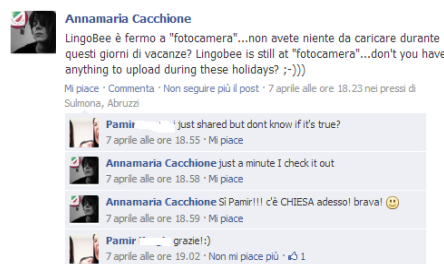 Annamaria Cacchione
LingoBee è fermo a "fotocamera"...non avete niente da caricare durante
questi giorni di vacanze? Lingobee is still at "fotocamera"...don't you have
anything to upload during these holidays? ;-)))
Mi piace · Commenta · Non seguire più il post · 7 aprile alle ore 18.23 nei pressi di
Sulmona, Abruzzi
Pamir just shared but dont know if it's true?
7 aprile alle ore 18.55 · Mi piace
Annamaria Cacchione just a minute I check it out
7 aprile alle ore 18.58 · Mi piace
Annamaria Cacchione Sì Pamir!!! c'è CHIESA adesso! brava!
7 aprile alle ore 18.59 · Mi piace
Pamir grazie!:)
7 aprile alle ore 19.02 · Non mi piace più · 1